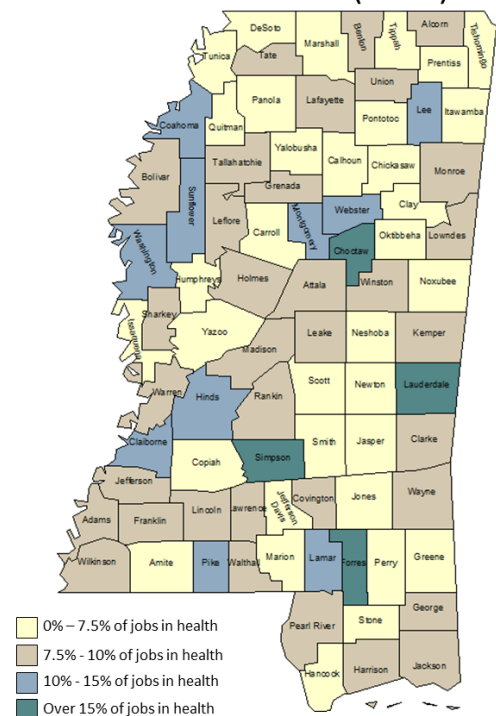 DeSoto
Marshall
Benton
Tippah
Alcorn
Tishomingo
Tunica
Tate
Prentiss
Union
Panola
Lafayette
Lee
Itawamba
Coahoma
Quitman
Pontotoc
Yalobusha
Calhoun
Chickasaw
Tallahatchie
Monroe
Bolivar
Sunflower
Grenada
Leflore
Carroll
Montgomery
Webster
Clay
Oktibbeha
Lowndes
Washington
Choctaw
Humphreys
Holmes
Attala
Winston
Noxubee
Issaquena
Sharkey
Yazoo
Leake
Neshoba
Kemper
Madison
Warren
Hinds
Rankin
Scott
Newton
Lauderdale
Claiborne
Copiah
Simpson
Smith
Jasper
Clarke
Jefferson
Lincoln
Lawrence
Jefferson
Davis
Covington
Jones
Wayne
Adams
Franklin
Wilkinson
Amite
Pike
Walthall
Marion
Lamar
Forres
Perry
Greene
Pearl River
Stone
George
Hancock
Harrison
Jackson
0% – 7.5% of jobs in health
7.5% - 10% of jobs in health
10% - 15% of jobs in health
Over 15% of jobs in health